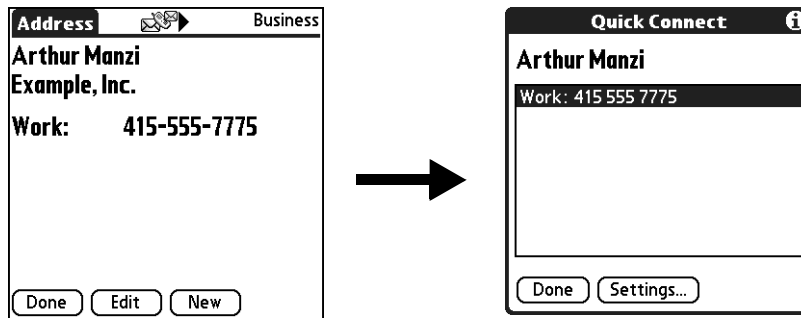 Address
Business
Arthur Manzi
Example, Inc.
Work: 415-555-7775
Done Edit New
Quick Connect i
Arthur Manzi
Work: 415 555 7775
Done Settings...